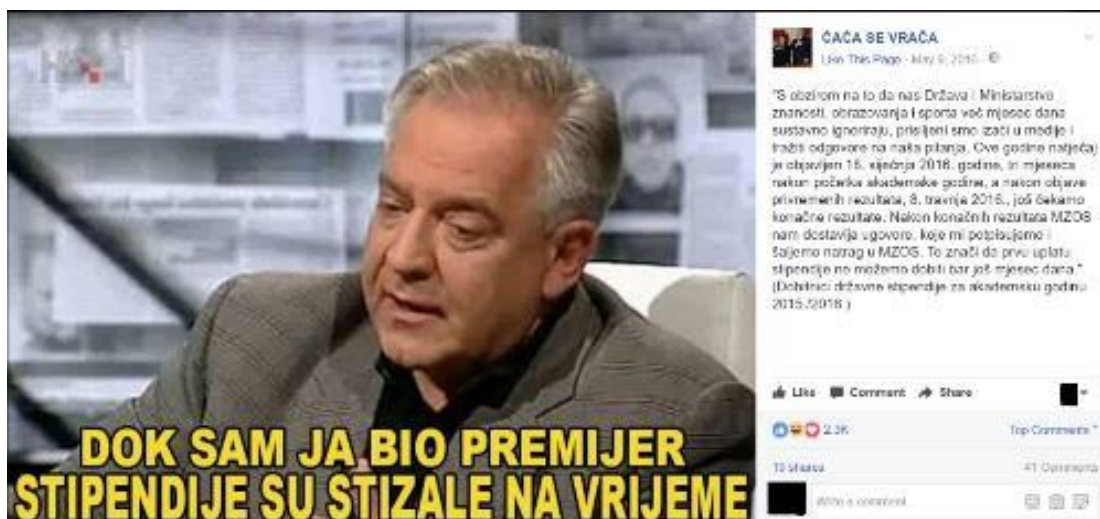 HRT
DOK SAM JA BIO PREMIJER
STIPENDIJE SU STIZALE NA VRIJEME
ĆAĆA SE VRAĆA
Like This Page · May 9, 2016 ·
"S obzirom na to da nas Država i Ministarstvo
znanosti, obrazovanja i sporta već mjesec dana
sustavno ignoriraju, prisiljeni smo izaći u medije i
tražiti odgovore na naša pitanja. Ove godine natječaj
je objavljen 15. siječnja 2016. godine, tri mjeseca
nakon početka akademske godine, a nakon objave
privremenih rezultata, 8. travnja 2016., još čekamo
konačne rezultate. Nakon konačnih rezultata MZOS
nam dostavlja ugovore, koje mi potpisujemo i
šaljemo natrag u MZOS. To znači da prvu uplatu
stipendije ne možemo dobiti bar još mjesec dana."
(Dobitnici državne stipendije za akademsku godinu
2015./2016.)
Like Comment Share
2.3K Top Comments
shares 41 Comments
Write a comment...